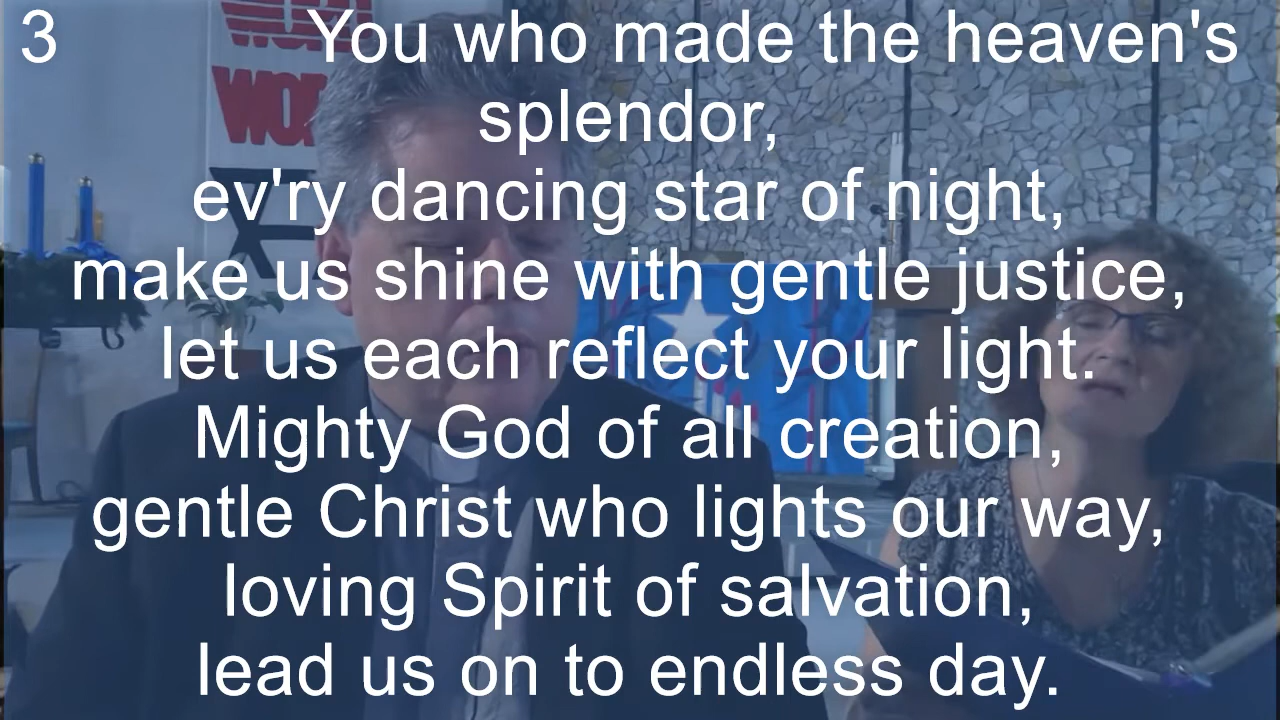 3 You who made the heaven's
splendor,
ev'ry dancing star of night,
make us shine with gentle justice,
let us each reflect your light.
Mighty God of all creation,
gentle Christ who lights our way,
loving Spirit of salvation,
lead us on to endless day.